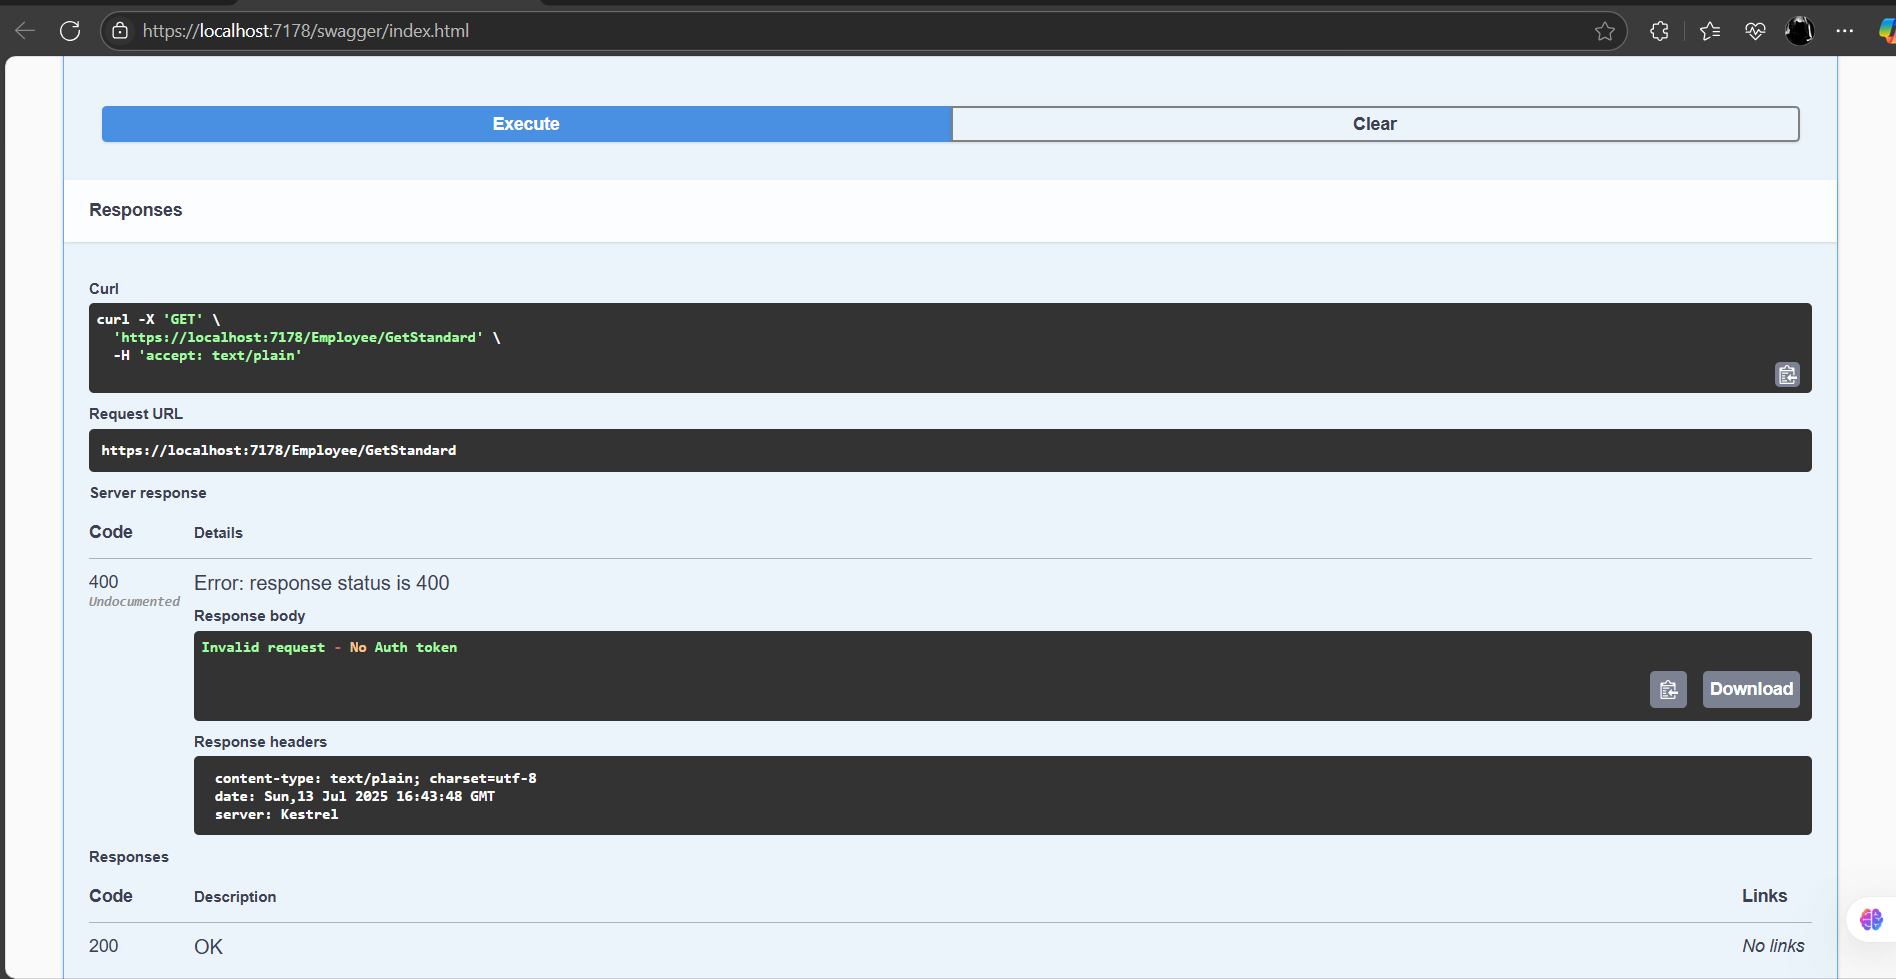 https://localhost:7178/swagger/index.html
Execute
Clear
Responses
Curl
curl -X 'GET' \
'https://localhost:7178/Employee/GetStandard' \
-H 'accept: text/plain'
Request URL
https://localhost:7178/Employee/GetStandard
Server response
Code Details
400 Error: response status is 400
Undocumented
Response body
Invalid request - No Auth token
Download
Response headers
content-type: text/plain; charset=utf-8
date: Sun,13 Jul 2025 16:43:48 GMT
server: Kestrel
Responses
Code Description Links
200 OK No links